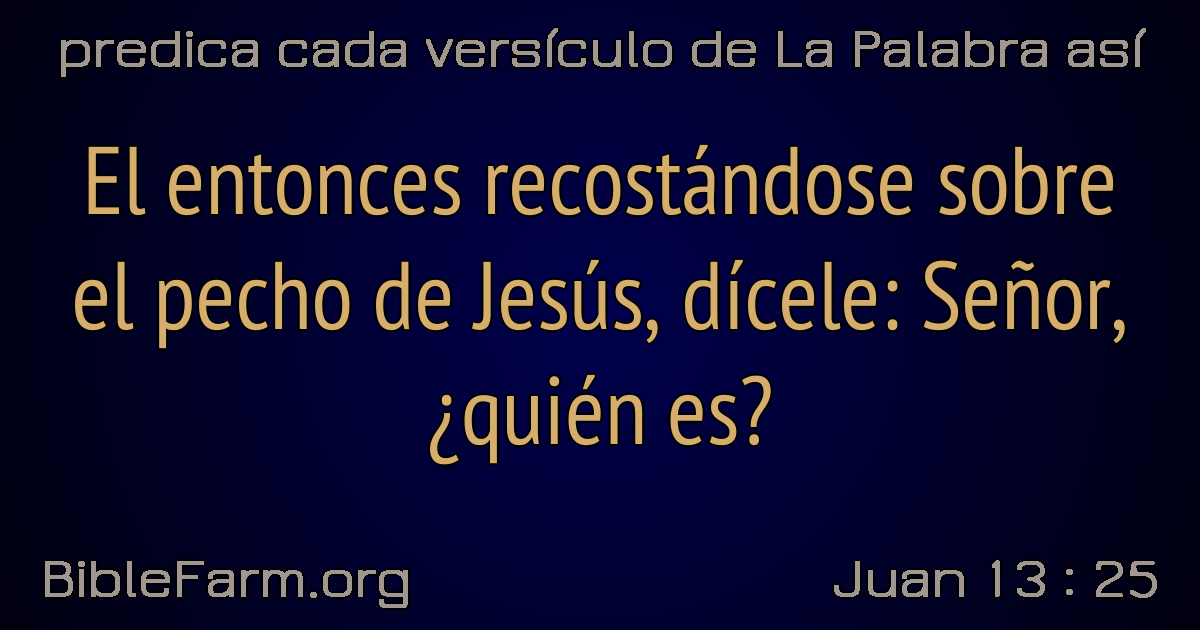 predica cada versículo de La Palabra así
El entonces recostándose sobre
el pecho de Jesús, dícele: Señor,
¿quién es?
BibleFarm.org
Juan 13 : 25